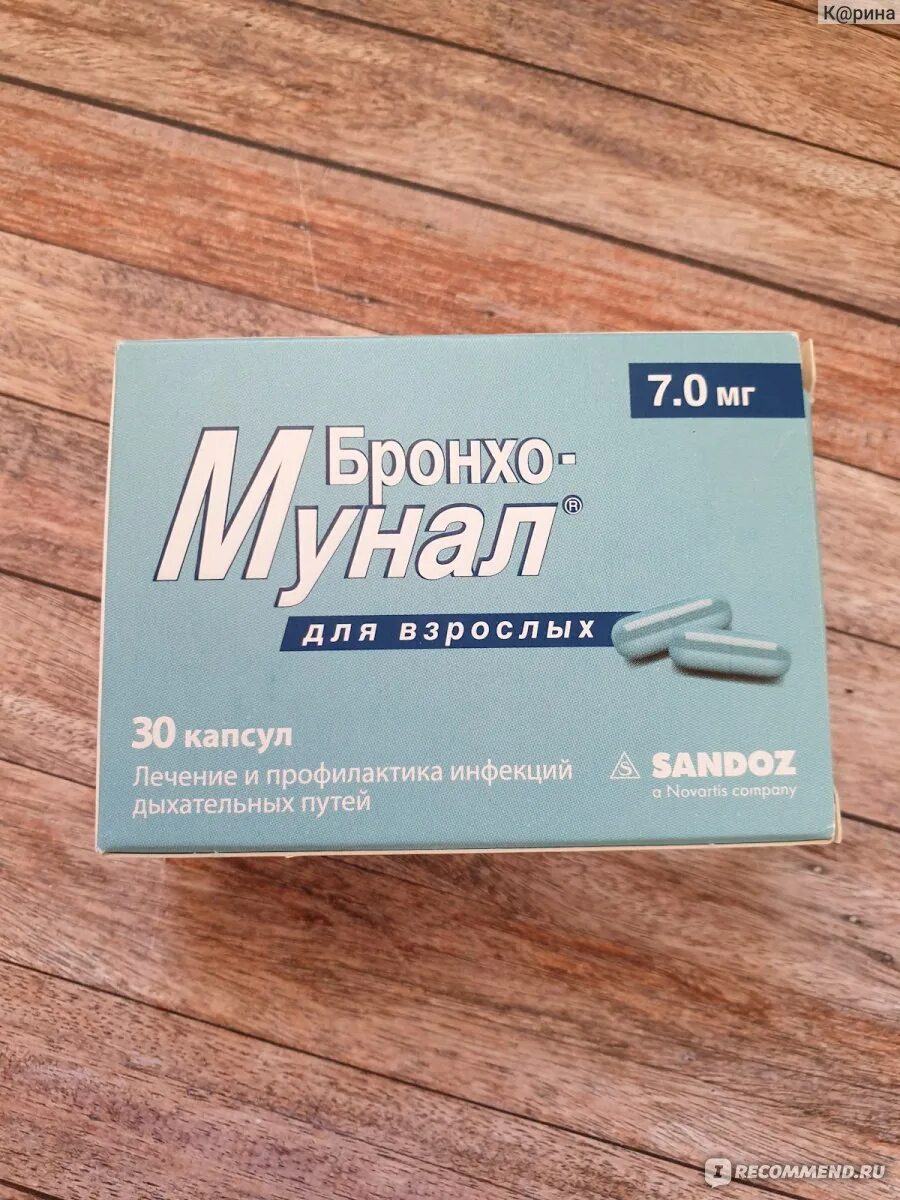 К@рина
7.0 мг
Бронхо-
Мунал®
для взрослых
30 капсул
Лечение и профилактика инфекций
дыхательных путей
SANDOZ
a Novartis company
IRECOMMEND.RU